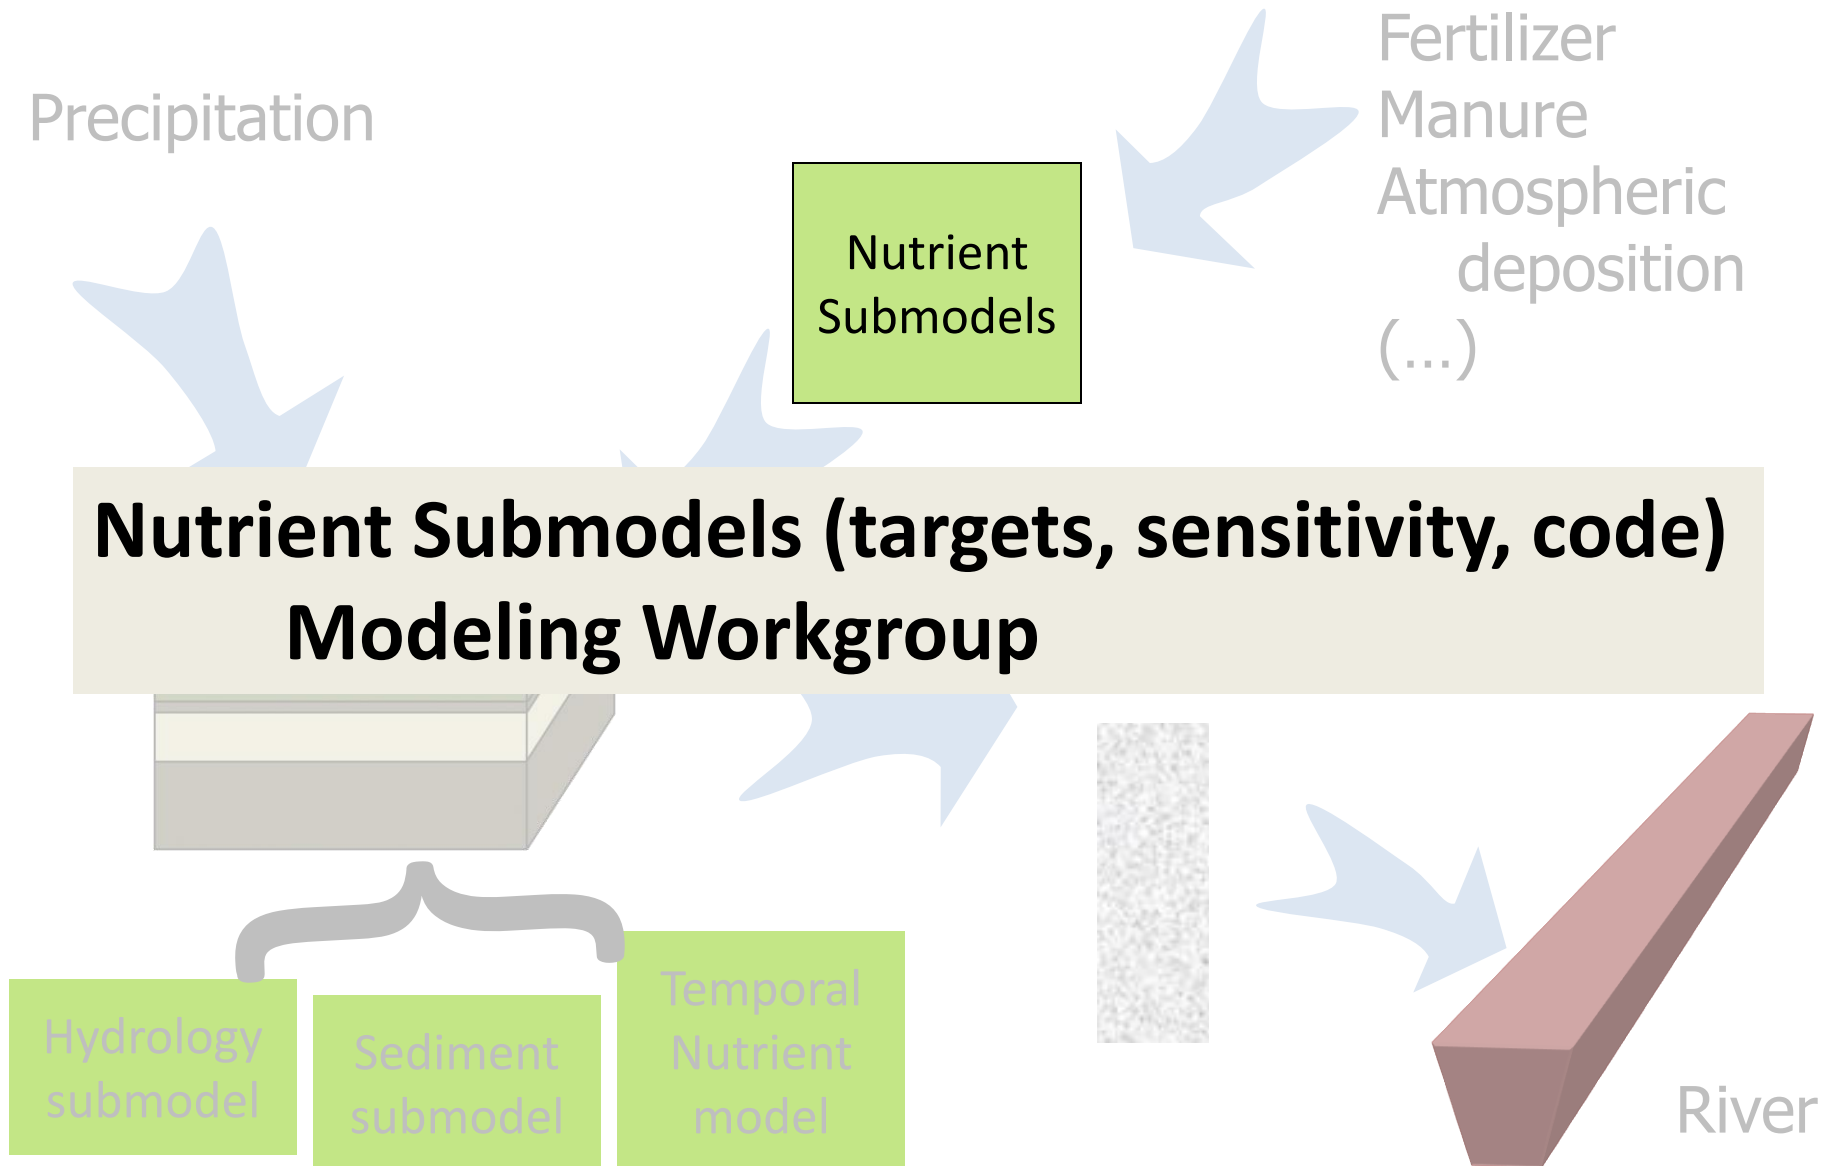 Precipitation
Fertilizer
Manure
Atmospheric
deposition
(...)
Nutrient
Submodels
Nutrient Submodels (targets, sensitivity, code)
Modeling Workgroup
Hydrology
submodel
Sediment
submodel
Temporal
Nutrient
model
River